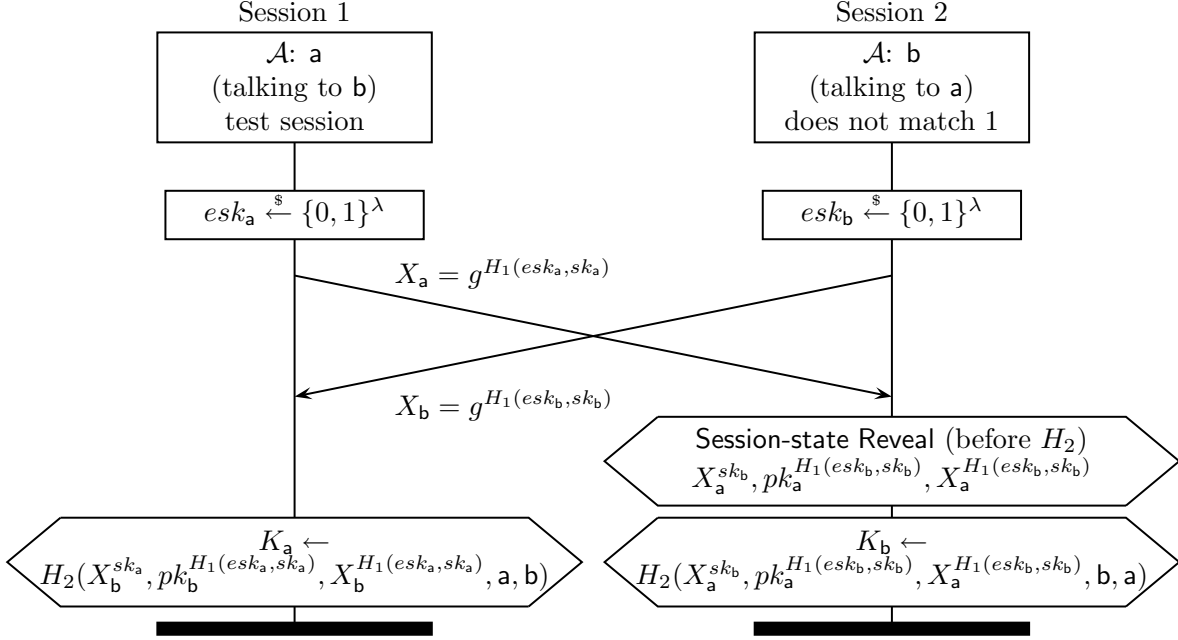 Session 1
Session 2
𝒜: a
(talking to b)
test session
𝒜: b
(talking to a)
does not match 1
esk_a ←$ {0, 1}^λ
esk_b ←$ {0, 1}^λ
X_a = g^{H_1(esk_a,sk_a)}
X_b = g^{H_1(esk_b,sk_b)}
Session-state Reveal (before H_2)
X_a^{sk_b}, pk_a^{H_1(esk_b,sk_b)}, X_a^{H_1(esk_b,sk_b)}
K_a ←
H_2(X_b^{sk_a}, pk_b^{H_1(esk_a,sk_a)}, X_b^{H_1(esk_a,sk_a)}, a, b)
K_b ←
H_2(X_a^{sk_b}, pk_a^{H_1(esk_b,sk_b)}, X_a^{H_1(esk_b,sk_b)}, b, a)